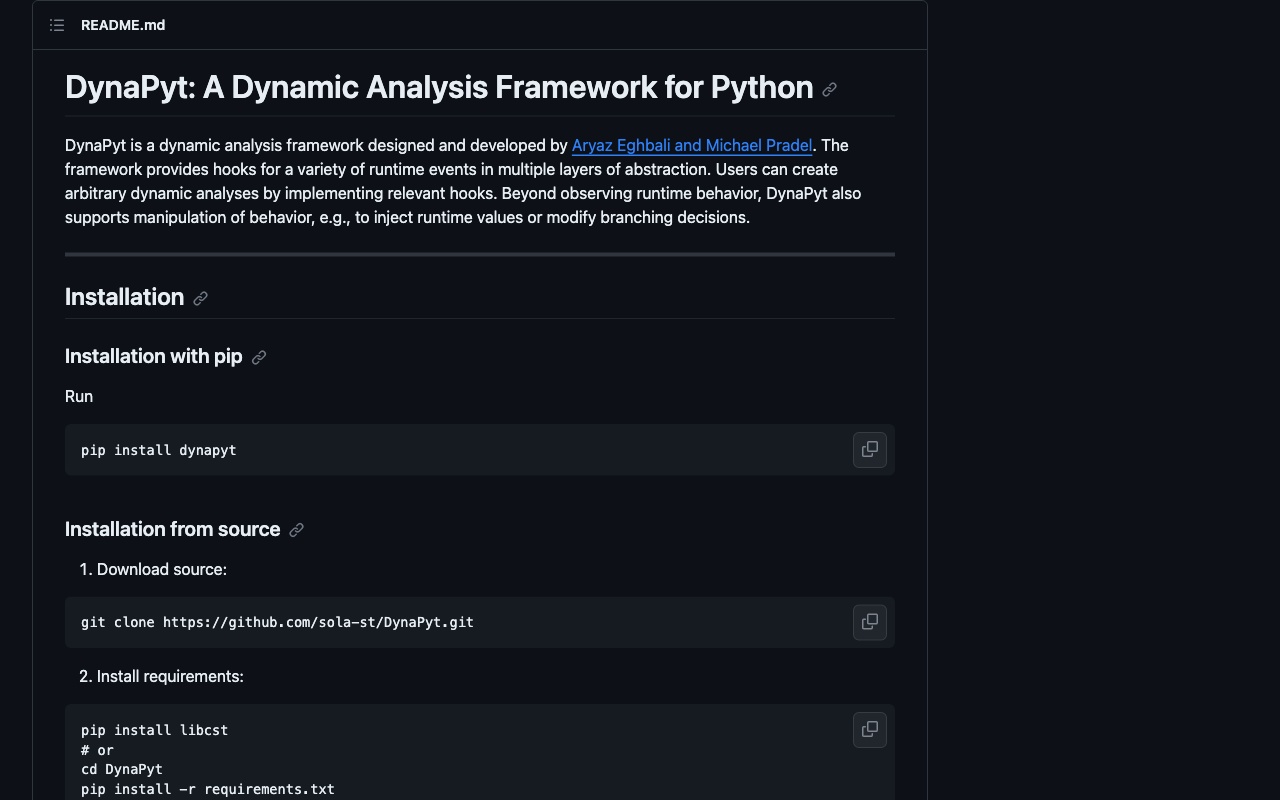 README.md
DynaPyt: A Dynamic Analysis Framework for Python
DynaPyt is a dynamic analysis framework designed and developed by Aryaz Eghbali and Michael Pradel. The
framework provides hooks for a variety of runtime events in multiple layers of abstraction. Users can create
arbitrary dynamic analyses by implementing relevant hooks. Beyond observing runtime behavior, DynaPyt also
supports manipulation of behavior, e.g., to inject runtime values or modify branching decisions.
Installation
Installation with pip
Run
pip install dynapyt
Installation from source
1. Download source:
git clone https://github.com/sola-st/DynaPyt.git
2. Install requirements:
pip install libcst
# or
cd DynaPyt
pip install -r requirements.txt